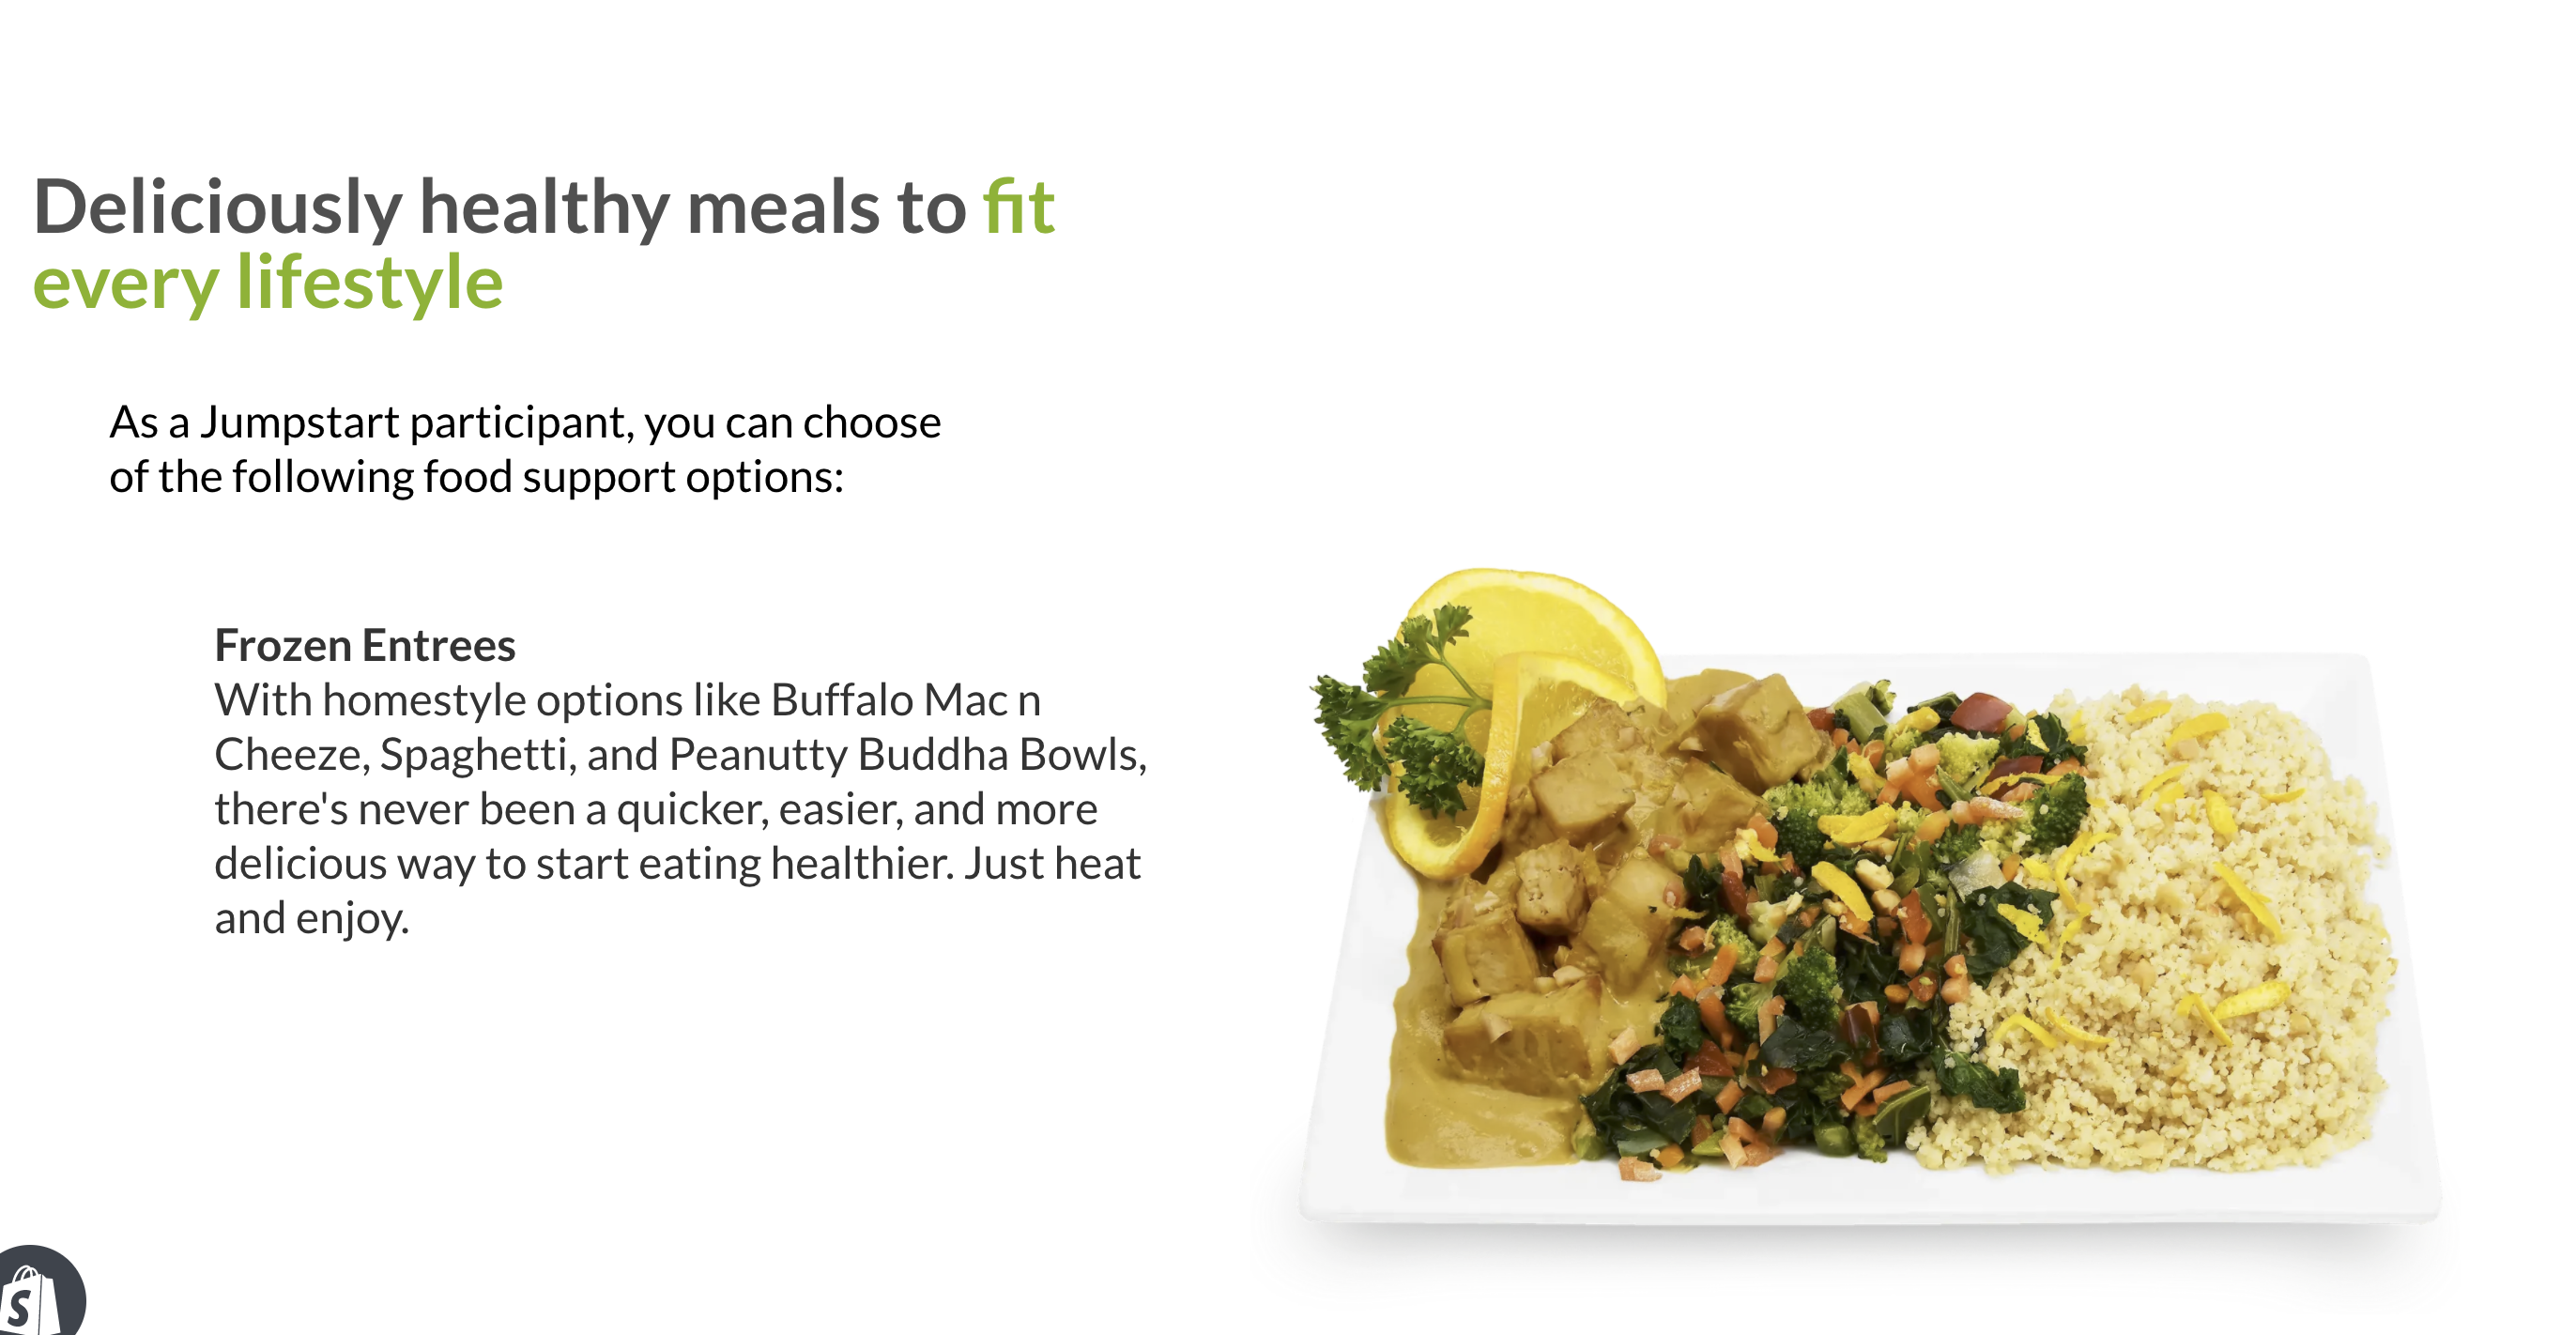 Deliciously healthy meals to fit
every lifestyle
As a Jumpstart participant, you can choose
of the following food support options:
Frozen Entrees
With homestyle options like Buffalo Mac n
Cheeze, Spaghetti, and Peanutty Buddha Bowls,
there's never been a quicker, easier, and more
delicious way to start eating healthier. Just heat
and enjoy.
S